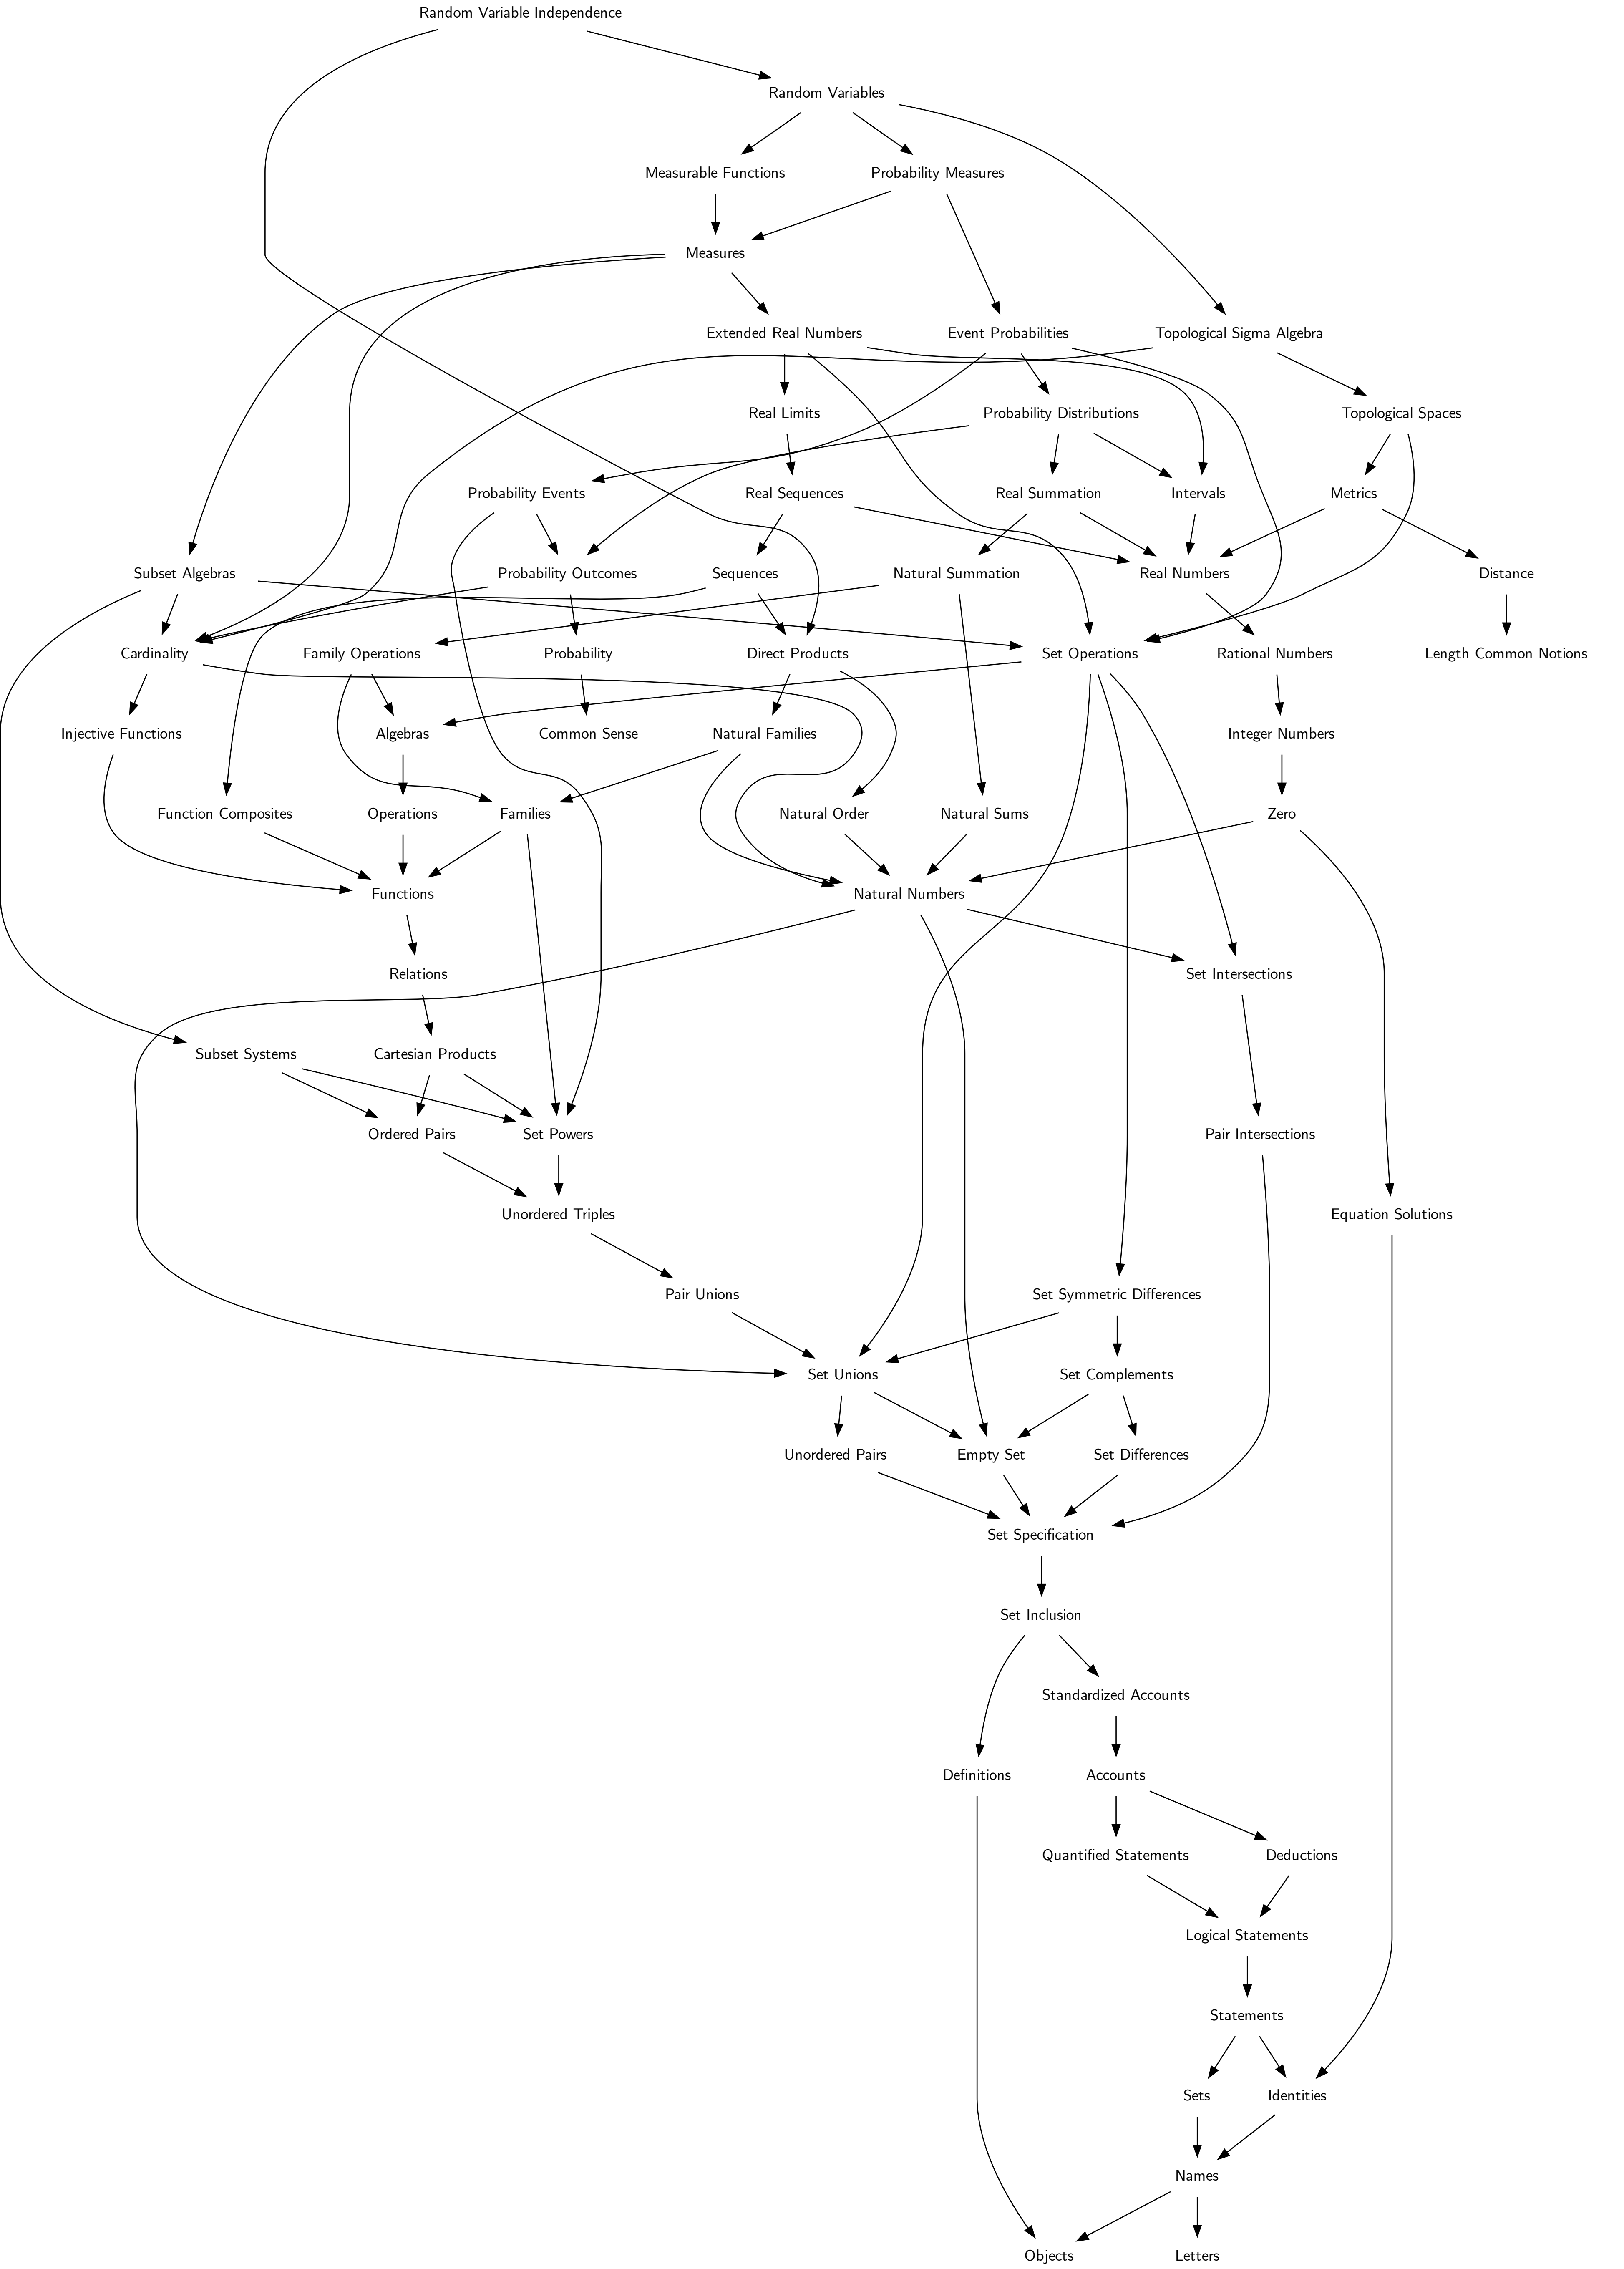 Random Variable Independence
Random Variables
Measurable Functions
Probability Measures
Measures
Extended Real Numbers
Event Probabilities
Topological Sigma Algebra
Real Limits
Probability Distributions
Topological Spaces
Probability Events
Real Sequences
Real Summation
Intervals
Metrics
Subset Algebras
Probability Outcomes
Sequences
Natural Summation
Real Numbers
Distance
Cardinality
Family Operations
Probability
Direct Products
Set Operations
Rational Numbers
Length Common Notions
Injective Functions
Algebras
Common Sense
Natural Families
Integer Numbers
Function Composites
Operations
Families
Natural Order
Natural Sums
Zero
Functions
Natural Numbers
Relations
Set Intersections
Subset Systems
Cartesian Products
Ordered Pairs
Set Powers
Pair Intersections
Unordered Triples
Equation Solutions
Pair Unions
Set Symmetric Differences
Set Unions
Set Complements
Unordered Pairs
Empty Set
Set Differences
Set Specification
Set Inclusion
Standardized Accounts
Definitions
Accounts
Quantified Statements
Deductions
Logical Statements
Statements
Sets
Identities
Names
Objects
Letters